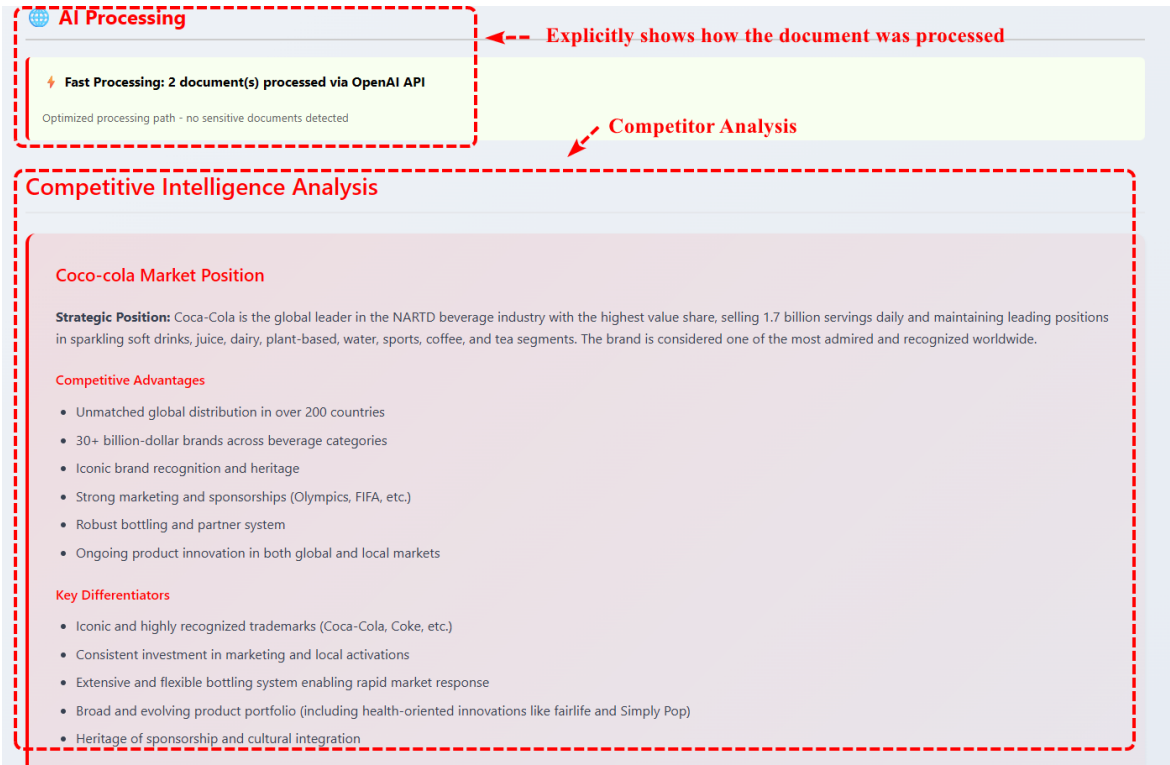 AI Processing
Explicitly shows how the document was processed
Fast Processing: 2 document(s) processed via OpenAI API
Optimized processing path - no sensitive documents detected
Competitor Analysis
Competitive Intelligence Analysis
Coco-cola Market Position
Strategic Position: Coca-Cola is the global leader in the NARTD beverage industry with the highest value share, selling 1.7 billion servings daily and maintaining leading positions
in sparkling soft drinks, juice, dairy, plant-based, water, sports, coffee, and tea segments. The brand is considered one of the most admired and recognized worldwide.
Competitive Advantages
• Unmatched global distribution in over 200 countries
• 30+ billion-dollar brands across beverage categories
• Iconic brand recognition and heritage
• Strong marketing and sponsorships (Olympics, FIFA, etc.)
• Robust bottling and partner system
• Ongoing product innovation in both global and local markets
Key Differentiators
• Iconic and highly recognized trademarks (Coca-Cola, Coke, etc.)
• Consistent investment in marketing and local activations
• Extensive and flexible bottling system enabling rapid market response
• Broad and evolving product portfolio (including health-oriented innovations like fairlife and Simply Pop)
• Heritage of sponsorship and cultural integration